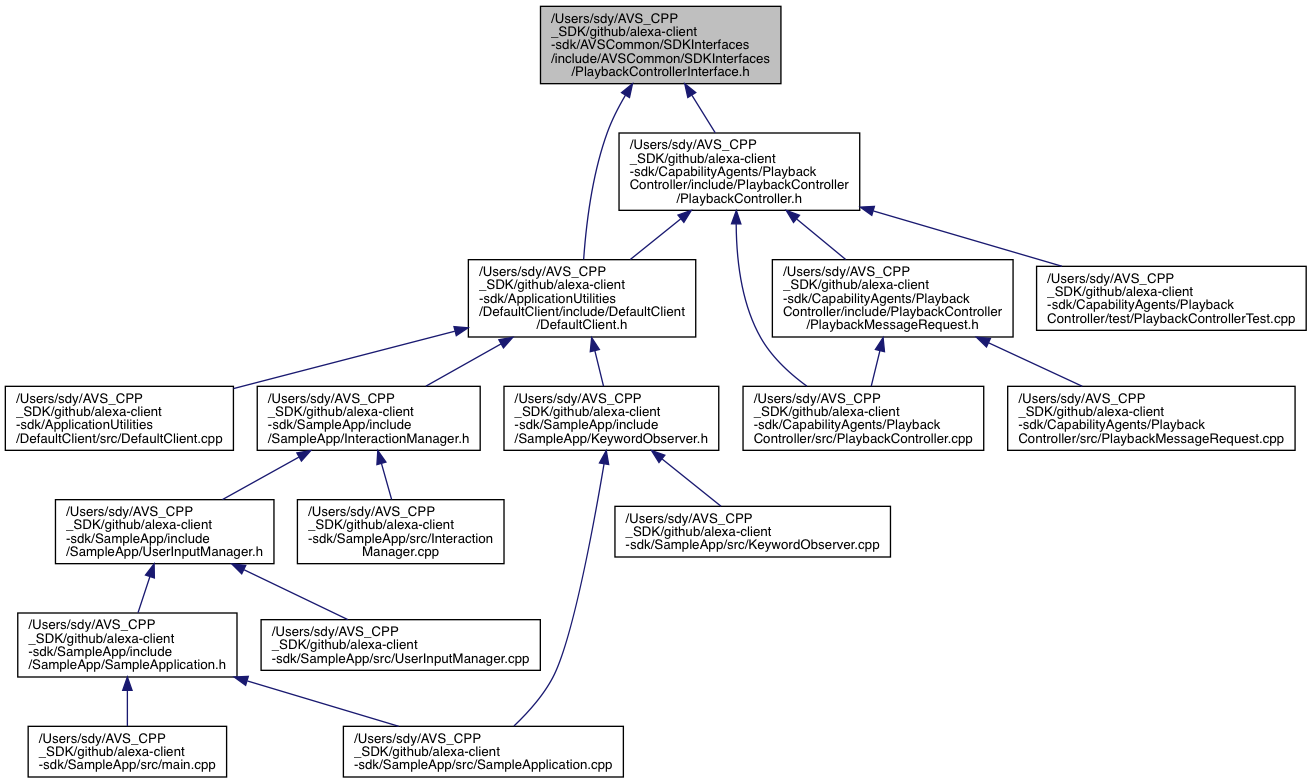 /Users/sdy/AVS_CPP
_SDK/github/alexa-client
-sdk/AVSCommon/SDKInterfaces
/include/AVSCommon/SDKInterfaces
/PlaybackControllerInterface.h
/Users/sdy/AVS_CPP
_SDK/github/alexa-client
-sdk/CapabilityAgents/Playback
Controller/include/PlaybackController
/PlaybackController.h
/Users/sdy/AVS_CPP
_SDK/github/alexa-client
-sdk/ApplicationUtilities
/DefaultClient/include/DefaultClient
/DefaultClient.h
/Users/sdy/AVS_CPP
_SDK/github/alexa-client
-sdk/CapabilityAgents/Playback
Controller/include/PlaybackController
/PlaybackMessageRequest.h
/Users/sdy/AVS_CPP
_SDK/github/alexa-client
-sdk/CapabilityAgents/Playback
Controller/test/PlaybackControllerTest.cpp
/Users/sdy/AVS_CPP
_SDK/github/alexa-client
-sdk/ApplicationUtilities
/DefaultClient/src/DefaultClient.cpp
/Users/sdy/AVS_CPP
_SDK/github/alexa-client
-sdk/SampleApp/include
/SampleApp/InteractionManager.h
/Users/sdy/AVS_CPP
_SDK/github/alexa-client
-sdk/SampleApp/include
/SampleApp/KeywordObserver.h
/Users/sdy/AVS_CPP
_SDK/github/alexa-client
-sdk/CapabilityAgents/Playback
Controller/src/PlaybackController.cpp
/Users/sdy/AVS_CPP
_SDK/github/alexa-client
-sdk/CapabilityAgents/Playback
Controller/src/PlaybackMessageRequest.cpp
/Users/sdy/AVS_CPP
_SDK/github/alexa-client
-sdk/SampleApp/include
/SampleApp/UserInputManager.h
/Users/sdy/AVS_CPP
_SDK/github/alexa-client
-sdk/SampleApp/src/Interaction
Manager.cpp
/Users/sdy/AVS_CPP
_SDK/github/alexa-client
-sdk/SampleApp/src/KeywordObserver.cpp
/Users/sdy/AVS_CPP
_SDK/github/alexa-client
-sdk/SampleApp/include
/SampleApp/SampleApplication.h
/Users/sdy/AVS_CPP
_SDK/github/alexa-client
-sdk/SampleApp/src/UserInputManager.cpp
/Users/sdy/AVS_CPP
_SDK/github/alexa-client
-sdk/SampleApp/src/main.cpp
/Users/sdy/AVS_CPP
_SDK/github/alexa-client
-sdk/SampleApp/src/SampleApplication.cpp